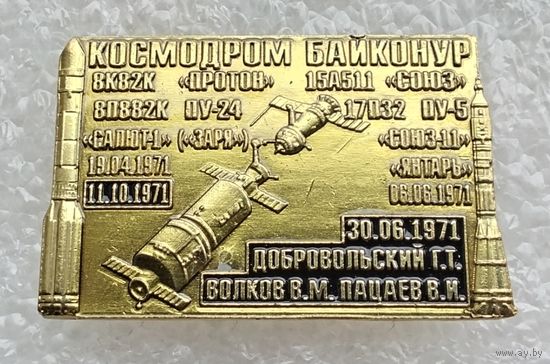 КОСМОДРОМ БАЙКОНУР
8К82К «ПРОТОН» 15А511 «СОЮЗ»
8П882К ПУ-24 17П32 ПУ-5
«САЛЮТ-1» («ЗАРЯ») «СОЮЗ-11»
19.04.1971 «ЯНТАРЬ»
11.10.1971 06.06.1971
30.06.1971
ДОБРОВОЛЬСКИЙ Г.Т.
ВОЛКОВ В.М. ПАЦАЕВ В.И.
www.ay.by